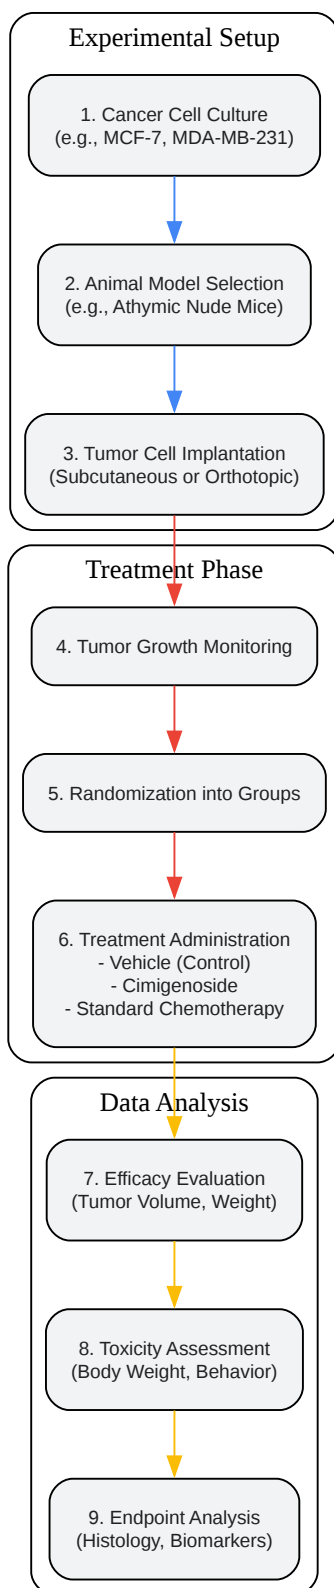 Experimental Setup
1. Cancer Cell Culture
(e.g., MCF-7, MDA-MB-231)
2. Animal Model Selection
(e.g., Athymic Nude Mice)
3. Tumor Cell Implantation
(Subcutaneous or Orthotopic)
Treatment Phase
4. Tumor Growth Monitoring
5. Randomization into Groups
6. Treatment Administration
- Vehicle (Control)
- Cimigenoside
- Standard Chemotherapy
Data Analysis
7. Efficacy Evaluation
(Tumor Volume, Weight)
8. Toxicity Assessment
(Body Weight, Behavior)
9. Endpoint Analysis
(Histology, Biomarkers)